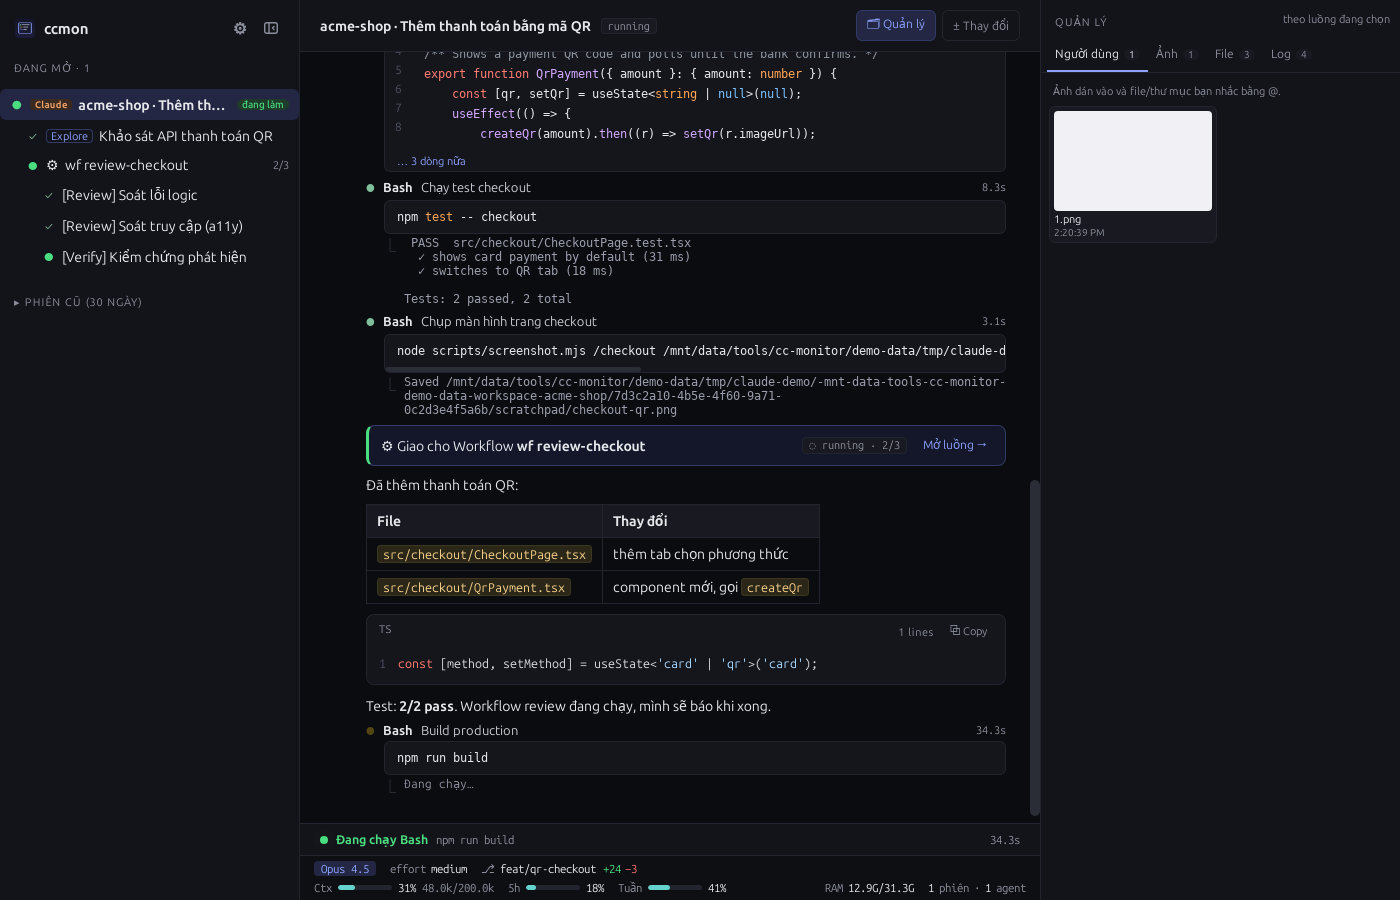 ccmon
ĐANG MỞ · 1
Claude acme-shop · Thêm th... đang làm
✓ Explore Khảo sát API thanh toán QR
wf review-checkout 2/3
✓ [Review] Soát lỗi logic
✓ [Review] Soát truy cập (a11y)
[Verify] Kiểm chứng phát hiện
▸ PHIÊN CŨ (30 NGÀY)
acme-shop · Thêm thanh toán bằng mã QR running
Quản lý ± Thay đổi
4 /** Shows a payment QR code and polls until the bank confirms. */
5 export function QrPayment({ amount }: { amount: number }) {
6 const [qr, setQr] = useState<string | null>(null);
7 useEffect(() => {
8 createQr(amount).then((r) => setQr(r.imageUrl));
... 3 dòng nữa
Bash Chạy test checkout 8.3s
npm test -- checkout
PASS src/checkout/CheckoutPage.test.tsx
✓ shows card payment by default (31 ms)
✓ switches to QR tab (18 ms)
Tests: 2 passed, 2 total
Bash Chụp màn hình trang checkout 3.1s
node scripts/screenshot.mjs /checkout /mnt/data/tools/cc-monitor/demo-data/tmp/claude-d
Saved /mnt/data/tools/cc-monitor/demo-data/tmp/claude-demo/-mnt-data-tools-cc-monitor-
demo-data-workspace-acme-shop/7d3c2a10-4b5e-4f60-9a71-
0c2d3e4f5a6b/scratchpad/checkout-qr.png
Giao cho Workflow wf review-checkout running · 2/3 Mở luồng →
Đã thêm thanh toán QR:
File Thay đổi
src/checkout/CheckoutPage.tsx thêm tab chọn phương thức
src/checkout/QrPayment.tsx component mới, gọi createQr
TS 1 lines Copy
1 const [method, setMethod] = useState<'card' | 'qr'>('card');
Test: 2/2 pass. Workflow review đang chạy, mình sẽ báo khi xong.
Bash Build production 34.3s
npm run build
Đang chạy…
Đang chạy Bash npm run build 34.3s
Opus 4.5 effort medium feat/qr-checkout +24 −3
Ctx 31% 48.0k/200.0k 5h 18% Tuần 41% RAM 12.9G/31.3G 1 phiên · 1 agent
QUẢN LÝ theo luồng đang chọn
Người dùng 1 Ảnh 1 File 3 Log 4
Ảnh dán vào và file/thư mục bạn nhắc bằng @.
1.png
2:20:39 PM